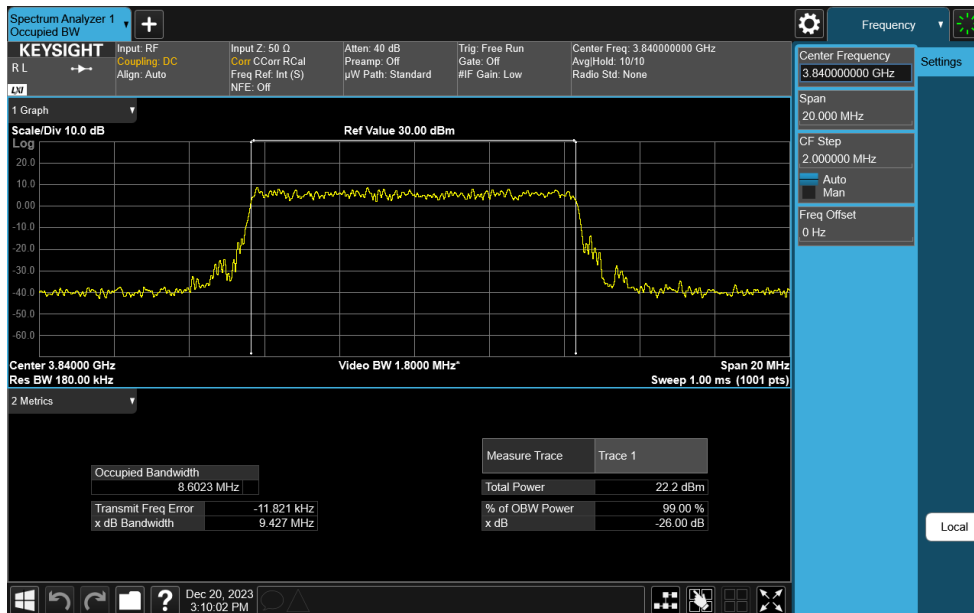 Spectrum Analyzer 1
Occupied BW
Frequency
KEYSIGHT
R L
LXI
Input: RF
Coupling: DC
Align: Auto
Input Z: 50 Ω
Corr CCorr RCal
Freq Ref: Int (S)
NFE: Off
Atten: 40 dB
Preamp: Off
µW Path: Standard
Trig: Free Run
Gate: Off
#IF Gain: Low
Center Freq: 3.840000000 GHz
Avg|Hold: 10/10
Radio Std: None
Center Frequency
3.840000000 GHz
Settings
Span
20.000 MHz
CF Step
2.000000 MHz
Auto
Man
Freq Offset
0 Hz
Local
1 Graph
Scale/Div 10.0 dB
Ref Value 30.00 dBm
Log
20.0
10.0
0.00
-10.0
-20.0
-30.0
-40.0
-50.0
-60.0
Center 3.84000 GHz
Video BW 1.8000 MHz*
Span 20 MHz
Res BW 180.00 kHz
Sweep 1.00 ms (1001 pts)
2 Metrics
Occupied Bandwidth
8.6023 MHz
Transmit Freq Error -11.821 kHz
x dB Bandwidth 9.427 MHz
Measure Trace Trace 1
Total Power 22.2 dBm
% of OBW Power 99.00 %
x dB -26.00 dB
?
Dec 20, 2023
3:10:02 PM